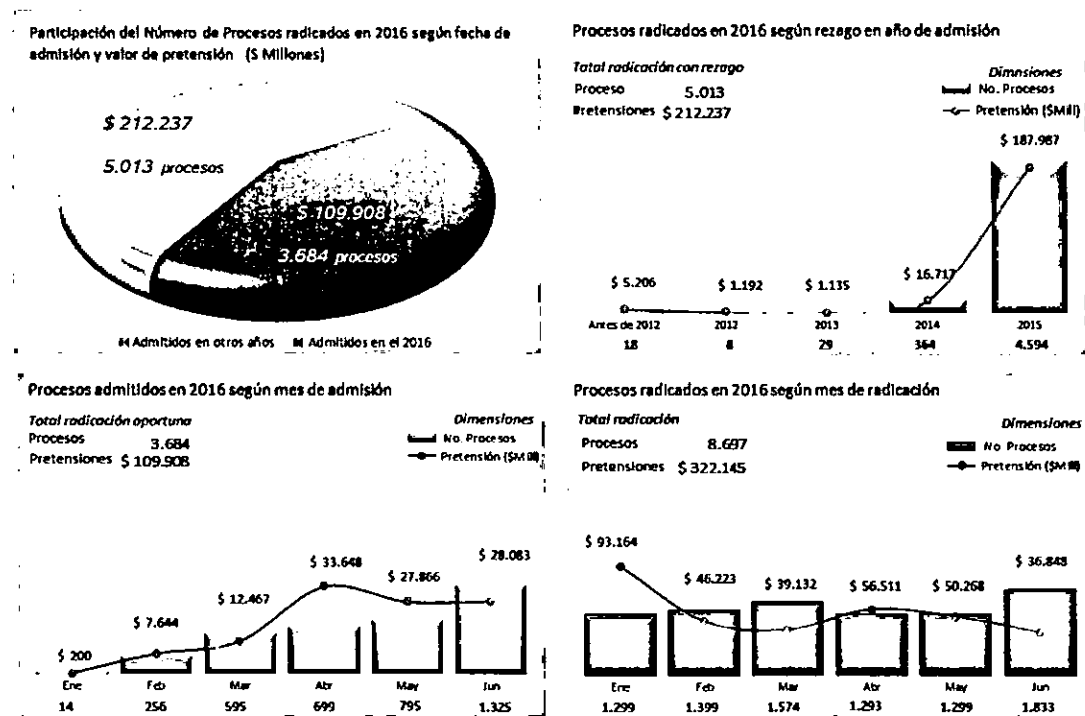 Participación del Número de Procesos radicados en 2016 según fecha de
admisión y valor de pretensión ($ Millones)
$ 212.237
5.013 procesos
$ 109.908
3.684 procesos
Admitidos en otros años Admitidos en el 2016
Procesos radicados en 2016 según rezago en año de admisión
Total radicación con rezago
Proceso 5.013
Pretensiones $ 212.237
Dimnsiones
No. Procesos
Pretensión ($Mill)
$ 187.987
$ 16.717
$ 5.206 $ 1.192 $ 1.135
Antes de 2012 2012 2013 2014 2015
18 8 29 364 4.594
Procesos admitidos en 2016 según mes de admisión
Total radicación oportuna
Procesos 3.684
Pretensiones $ 109.908
Dimensiones
No. Procesos
Pretensión ($Mill)
$ 200 $ 7.644 $ 12.467 $ 33.648 $ 27.866 $ 28.083
Ene Feb Mar Abr May Jun
14 256 595 699 795 1.325
Procesos radicados en 2016 según mes de radicación
Total radicación
Procesos 8.697
Pretensiones $ 322.145
Dimensiones
No. Procesos
Pretensión ($Mill)
$ 93.164 $ 46.223 $ 39.132 $ 56.511 $ 50.268 $ 36.848
Ene Feb Mar Abr May Jun
1.299 1.399 1.574 1.293 1.299 1.833